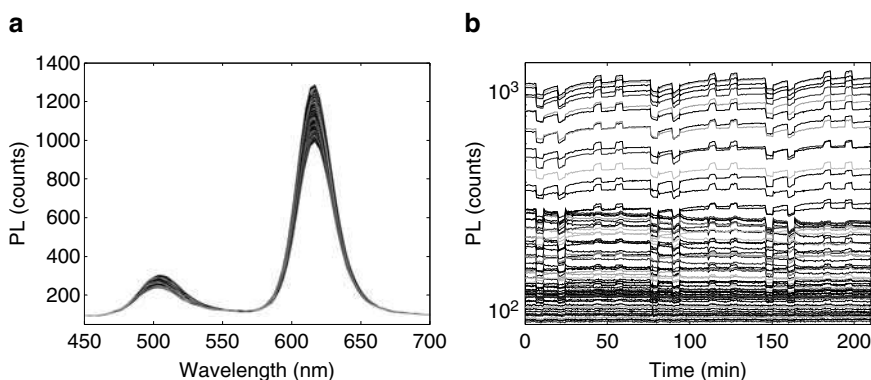 a
1400
1200
1000
800
600
400
200
PL (counts)
450 500 550 600 650 700
Wavelength (nm)
b
10³
10²
PL (counts)
0 50 100 150 200
Time (min)